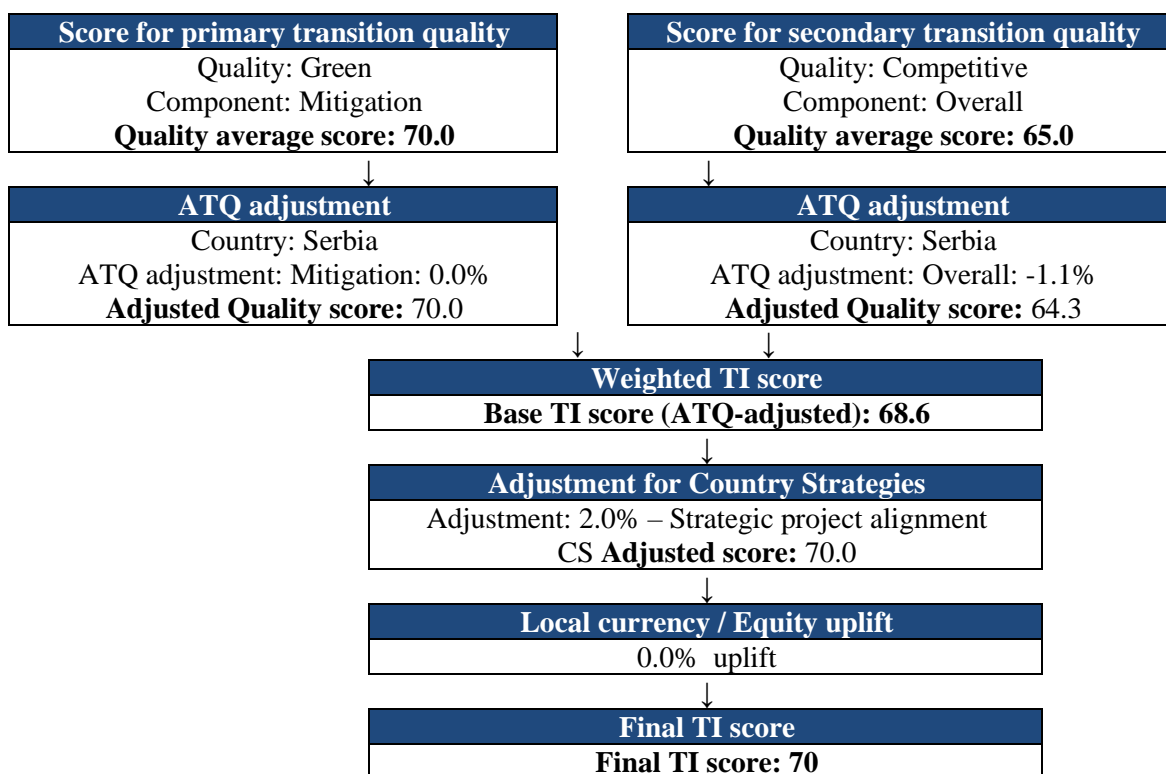 Score for primary transition quality
Quality: Green
Component: Mitigation
Quality average score: 70.0
Score for secondary transition quality
Quality: Competitive
Component: Overall
Quality average score: 65.0
↓
↓
ATQ adjustment
Country: Serbia
ATQ adjustment: Mitigation: 0.0%
Adjusted Quality score: 70.0
ATQ adjustment
Country: Serbia
ATQ adjustment: Overall: -1.1%
Adjusted Quality score: 64.3
↓ ↓
Weighted TI score
Base TI score (ATQ-adjusted): 68.6
↓
Adjustment for Country Strategies
Adjustment: 2.0% – Strategic project alignment
CS Adjusted score: 70.0
↓
Local currency / Equity uplift
0.0% uplift
↓
Final TI score
Final TI score: 70